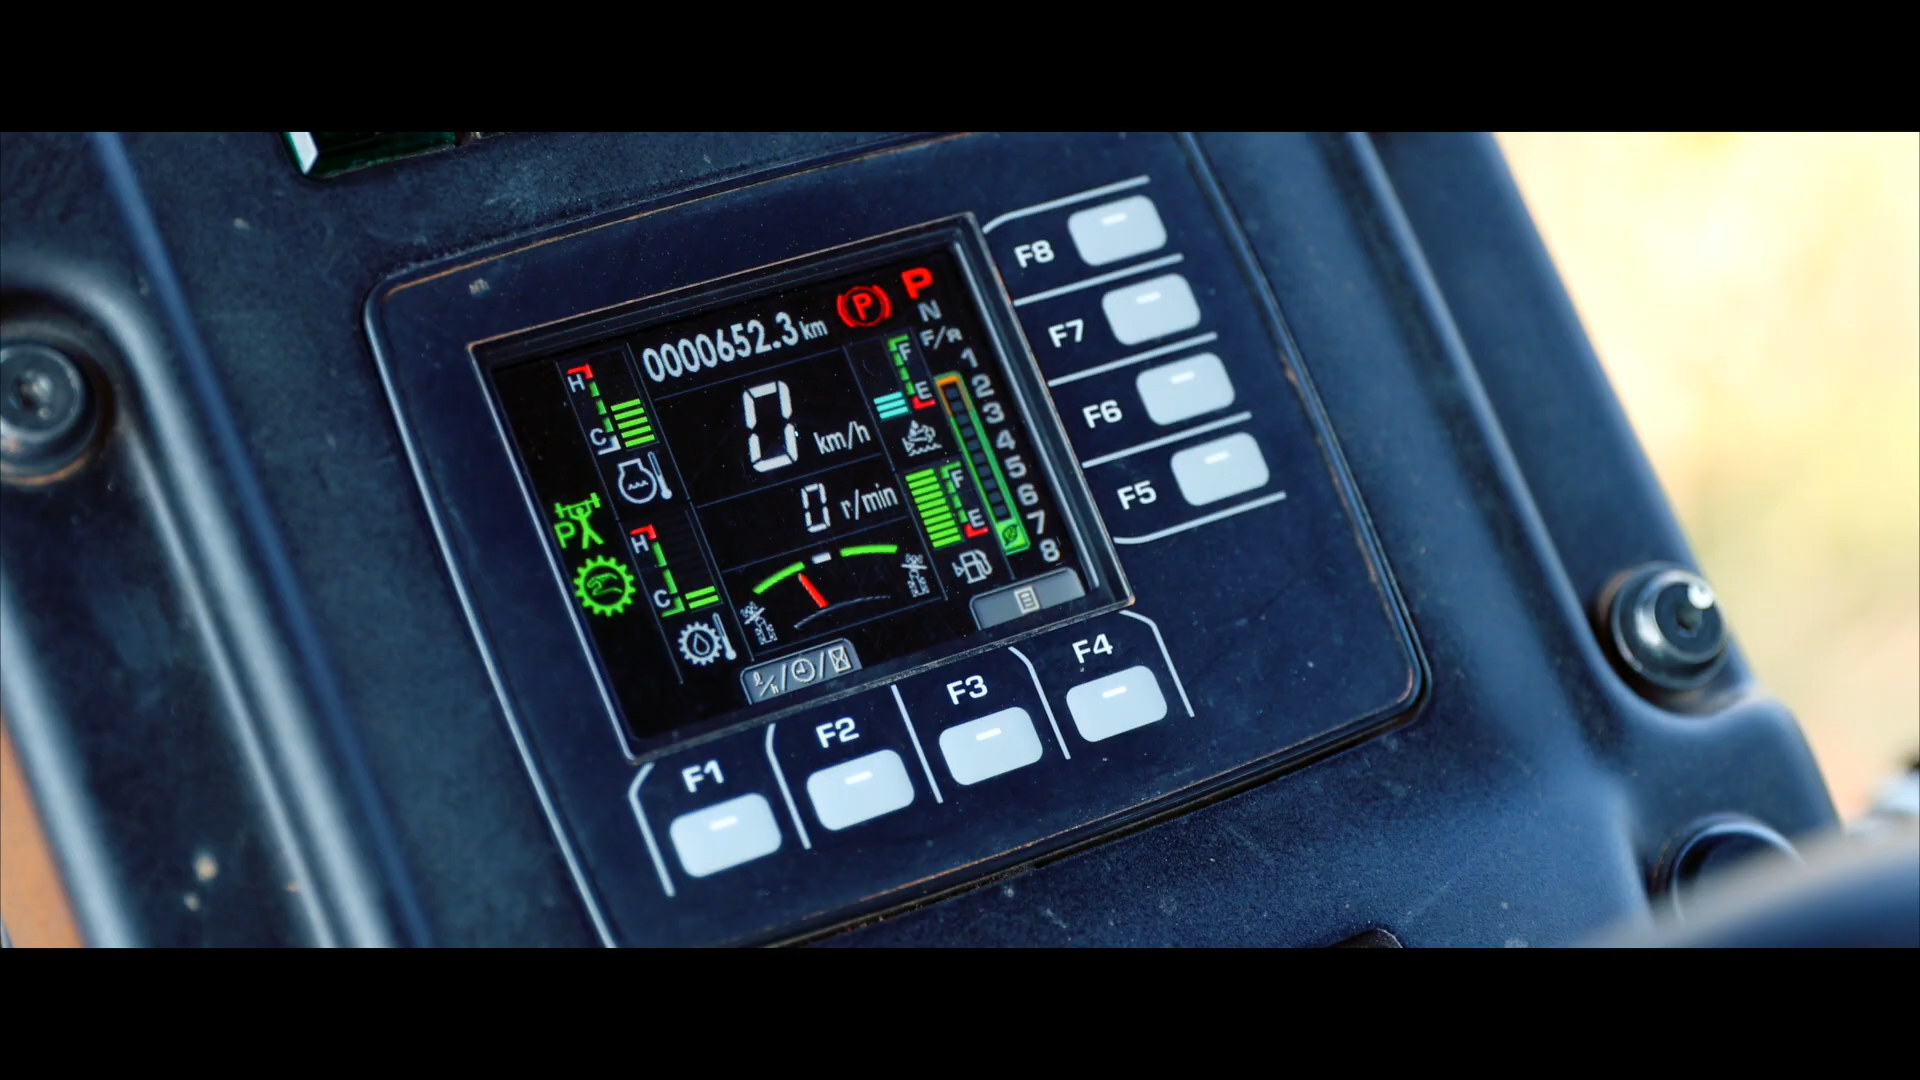 0000652.3 km
P
P
N
F/R
1
2
3
4
5
6
7
8
H
C
0 km/h
F
E
0 r/min
F
E
P
H
C
ℓ/h
F8
F7
F6
F5
F4
F3
F2
F1